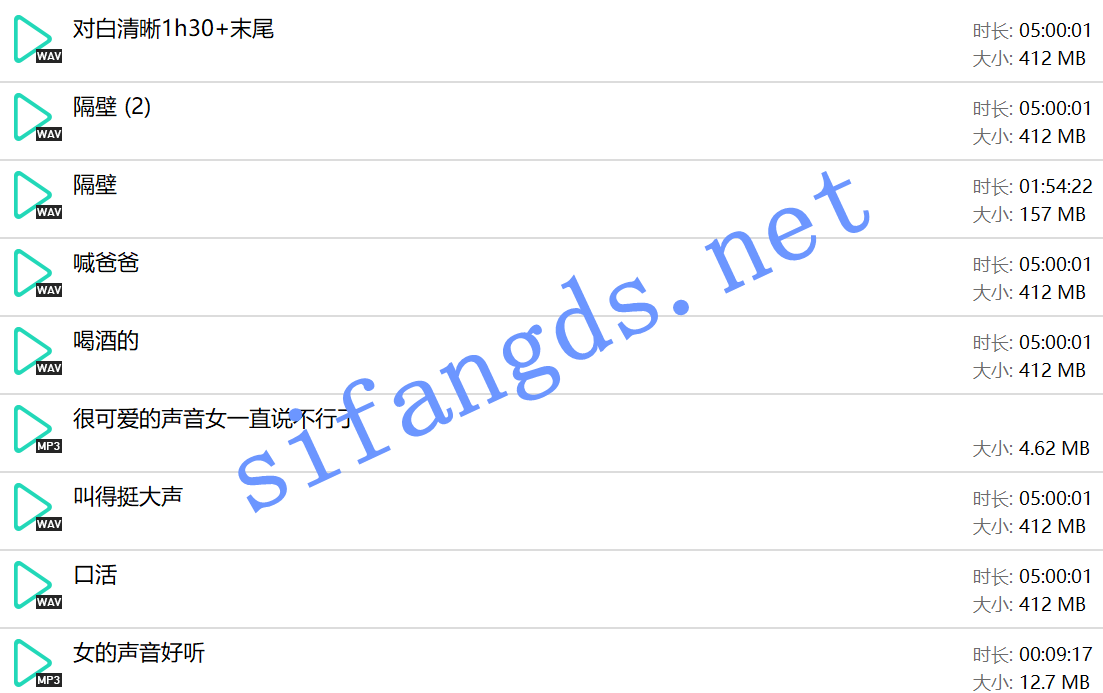 对白清晰1h30+末尾
时长: 05:00:01
WAV
大小: 412 MB
隔壁 (2)
时长: 05:00:01
WAV
大小: 412 MB
隔壁
时长: 01:54:22
WAV
大小: 157 MB
喊爸爸
时长: 05:00:01
WAV
大小: 412 MB
喝酒的
时长: 05:00:01
WAV
大小: 412 MB
很可爱的声音女一直说不行了
MP3
大小: 4.62 MB
叫得挺大声
时长: 05:00:01
WAV
大小: 412 MB
口活
时长: 05:00:01
WAV
大小: 412 MB
女的声音好听
时长: 00:09:17
MP3
大小: 12.7 MB
sifangds.net